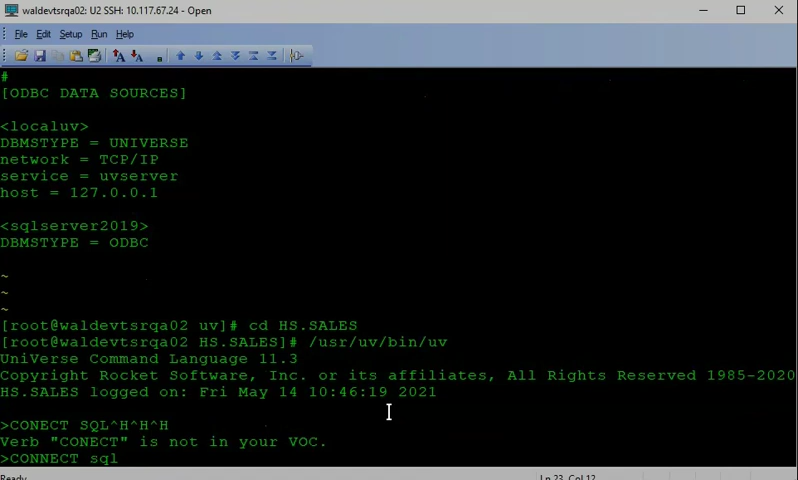 waldevtsrqa02: U2 SSH: 10.117.67.24 - Open
File Edit Setup Run Help
#
[ODBC DATA SOURCES]
<localuv>
DBMSTYPE = UNIVERSE
network = TCP/IP
service = uvserver
host = 127.0.0.1
<sqlserver2019>
DBMSTYPE = ODBC
~
~
~
[root@waldevtsrqa02 uv]# cd HS.SALES
[root@waldevtsrqa02 HS.SALES]# /usr/uv/bin/uv
UniVerse Command Language 11.3
Copyright Rocket Software, Inc. or its affiliates, All Rights Reserved 1985-2020
HS.SALES logged on: Fri May 14 10:46:19 2021
>CONECT SQL^H^H^H
Verb "CONECT" is not in your VOC.
>CONNECT sql
Ready Ln 23, Col 12